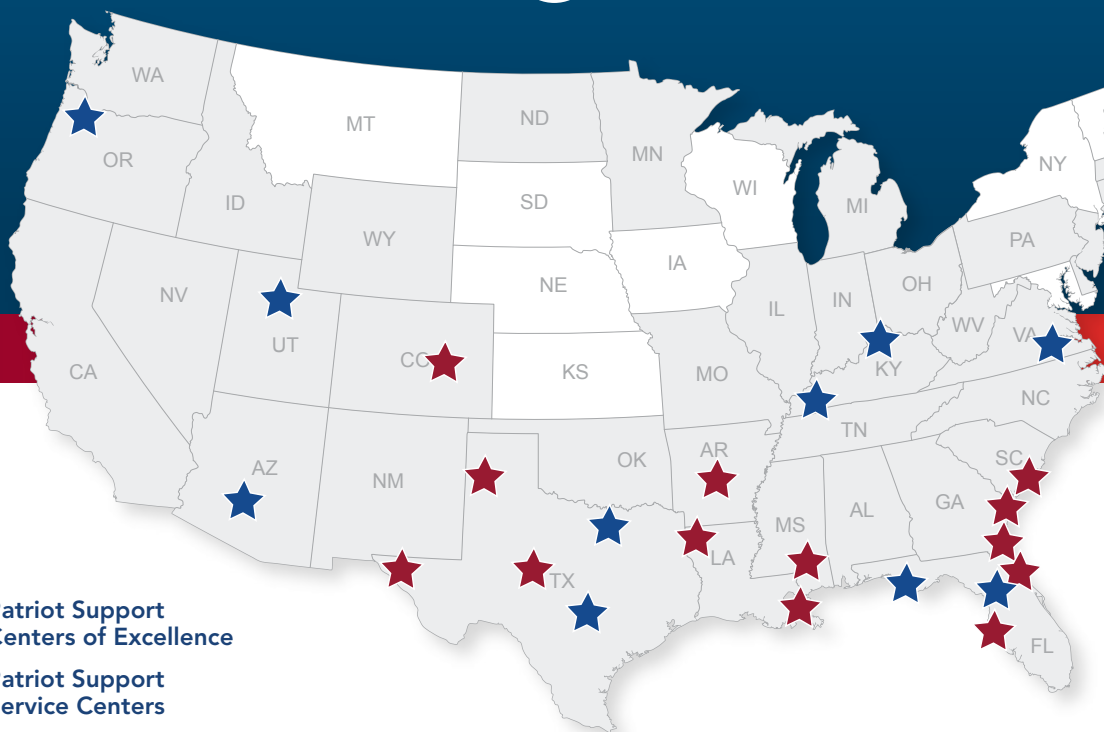 WA
MT
ND
MN
OR
ID
WY
SD
WI
MI
NY
NV
UT
CO
NE
IA
IL
IN
OH
PA
CA
KS
MO
KY
WV
VA
AZ
NM
OK
AR
TN
NC
SC
TX
LA
MS
AL
GA
FL
atriot Support
Centers of Excellence
atriot Support
ervice Centers